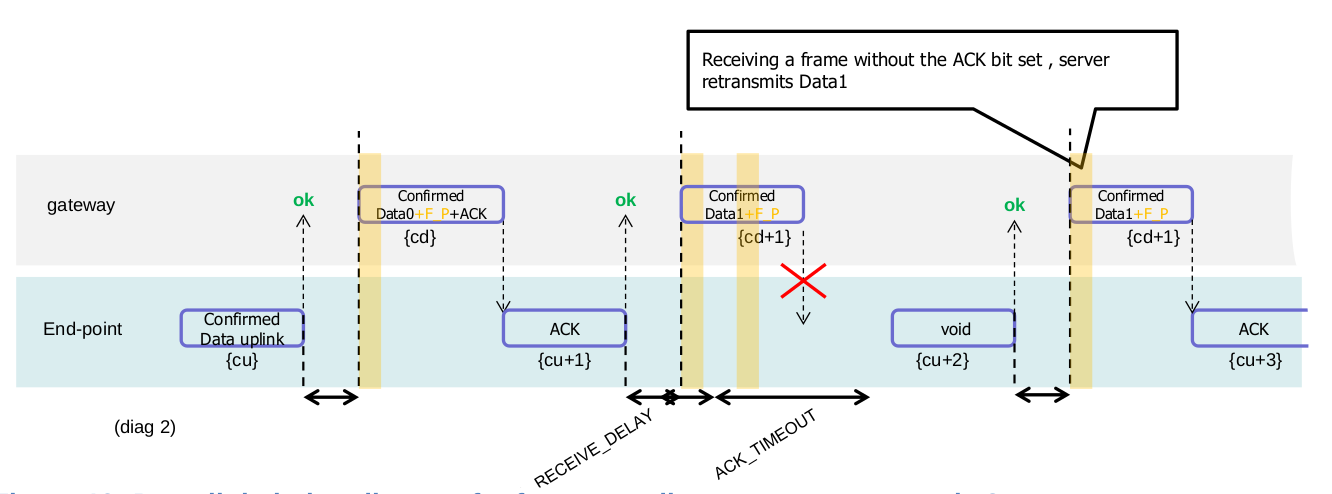 Receiving a frame without the ACK bit set , server
retransmits Data1
gateway
ok
Confirmed
Data0+F_P+ACK
{cd}
ok
Confirmed
Data1+F_P
{cd+1}
ok
Confirmed
Data1+F_P
{cd+1}
End-point
Confirmed
Data uplink
{cu}
ACK
{cu+1}
void
{cu+2}
ACK
{cu+3}
(diag 2)
RECEIVE_DELAY
ACK_TIMEOUT